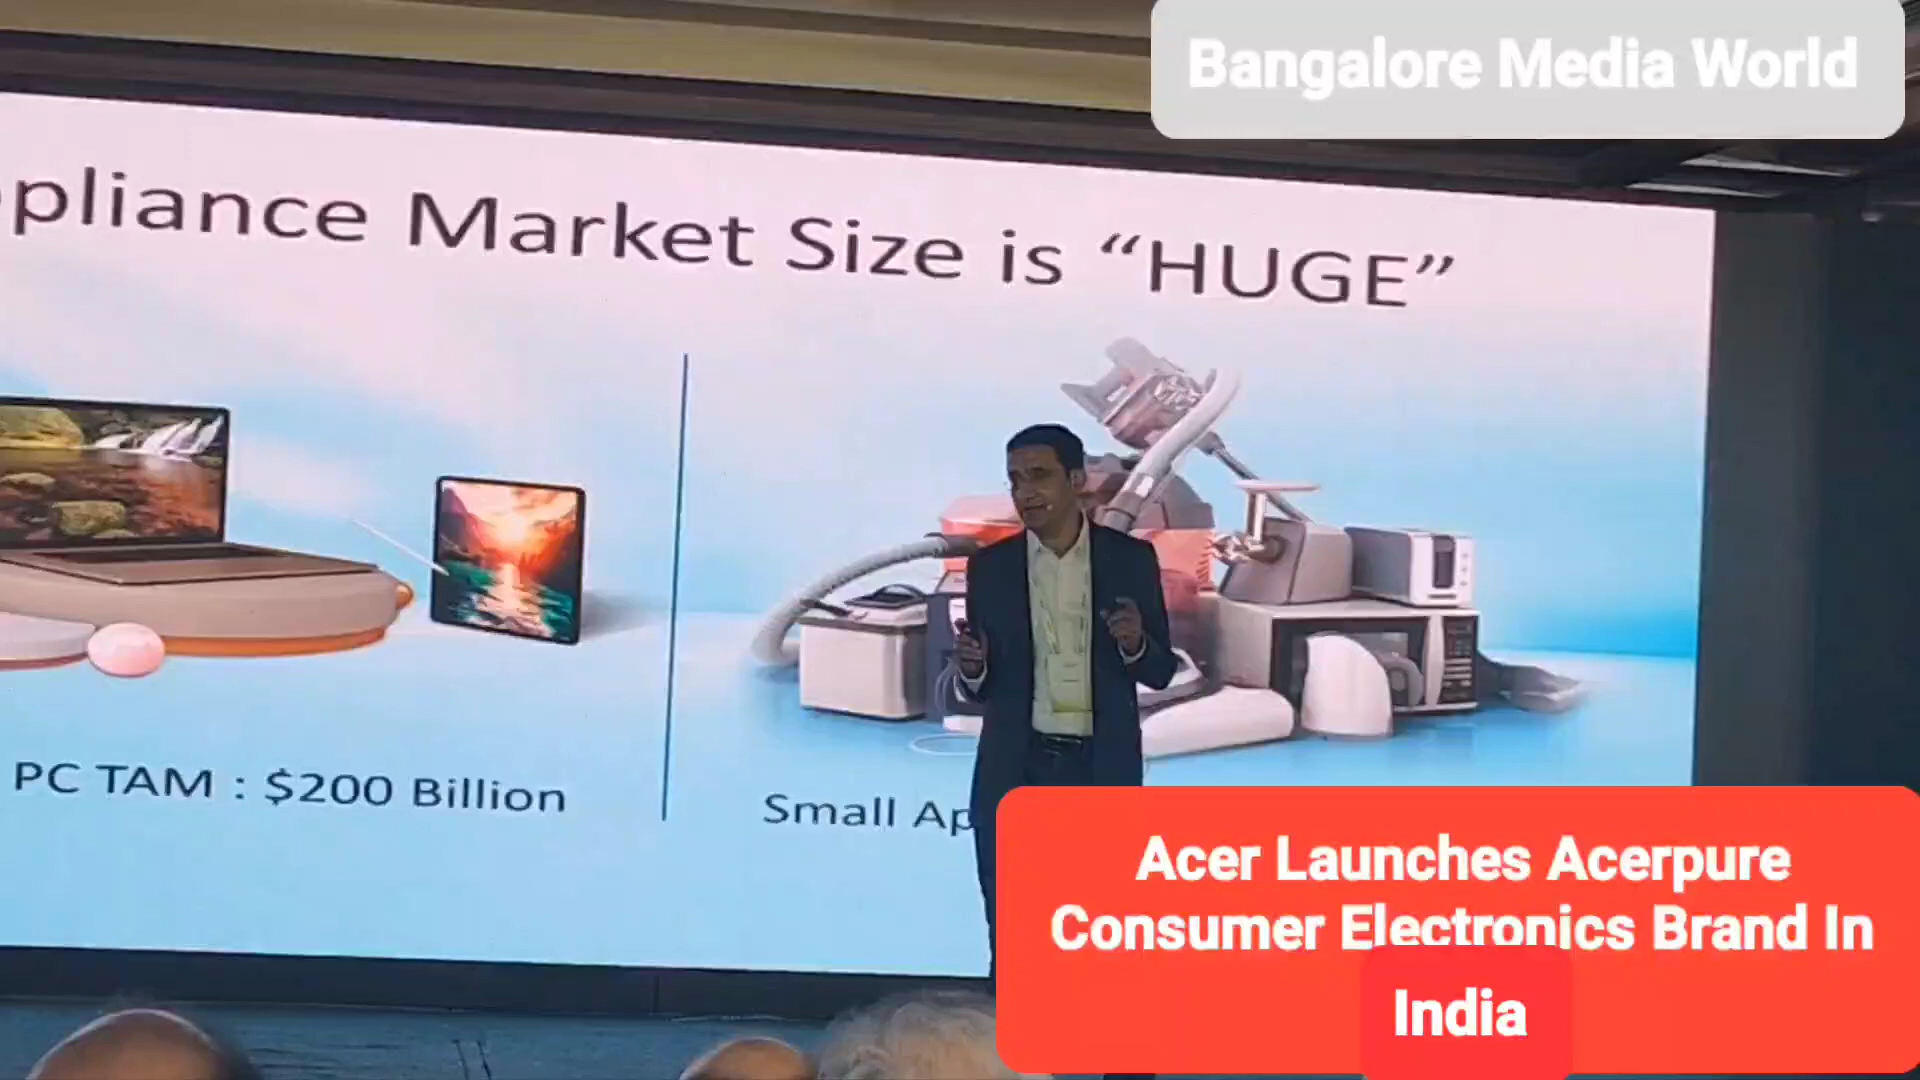 Bangalore Media World
pliance Market Size is “HUGE”
PC TAM : $200 Billion
Small
Acer Launches Acerpure
Consumer Electronics Brand In
India